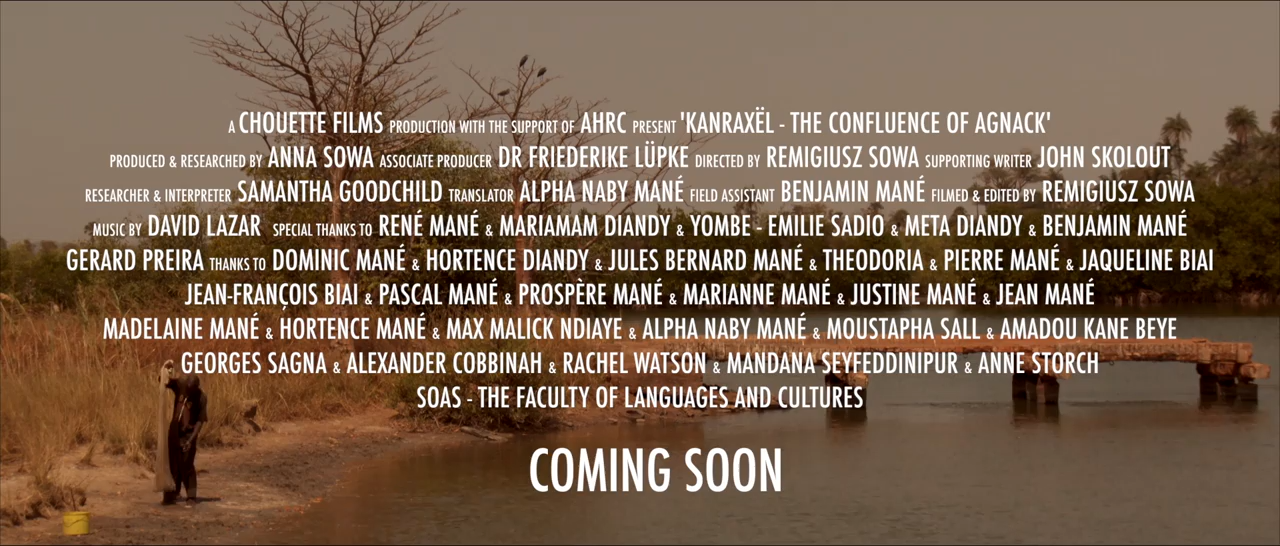 A CHOUETTE FILMS PRODUCTION WITH THE SUPPORT OF AHRC PRESENT 'KANRAXËL - THE CONFLUENCE OF AGNACK'
PRODUCED & RESEARCHED BY ANNA SOWA ASSOCIATE PRODUCER DR FRIEDERIKE LÜPKE DIRECTED BY REMIGIUSZ SOWA SUPPORTING WRITER JOHN SKOLOUT
RESEARCHER & INTERPRETER SAMANTHA GOODCHILD TRANSLATOR ALPHA NABY MANÉ FIELD ASSISTANT BENJAMIN MANÉ FILMED & EDITED BY REMIGIUSZ SOWA
MUSIC BY DAVID LAZAR SPECIAL THANKS TO RENÉ MANÉ & MARIAMAM DIANDY & YOMBE - EMILIE SADIO & META DIANDY & BENJAMIN MANÉ
GERARD PREIRA THANKS TO DOMINIC MANÉ & HORTENCE DIANDY & JULES BERNARD MANÉ & THEODORIA & PIERRE MANÉ & JAQUELINE BIAI
JEAN-FRANÇOIS BIAI & PASCAL MANÉ & PROSPÈRE MANÉ & MARIANNE MANÉ & JUSTINE MANÉ & JEAN MANÉ
MADELAINE MANÉ & HORTENCE MANÉ & MAX MALICK NDIAYE & ALPHA NABY MANÉ & MOUSTAPHA SALL & AMADOU KANE BEYE
GEORGES SAGNA & ALEXANDER COBBINAH & RACHEL WATSON & MANDANA SEYFEDDINIPUR & ANNE STORCH
SOAS - THE FACULTY OF LANGUAGES AND CULTURES
COMING SOON